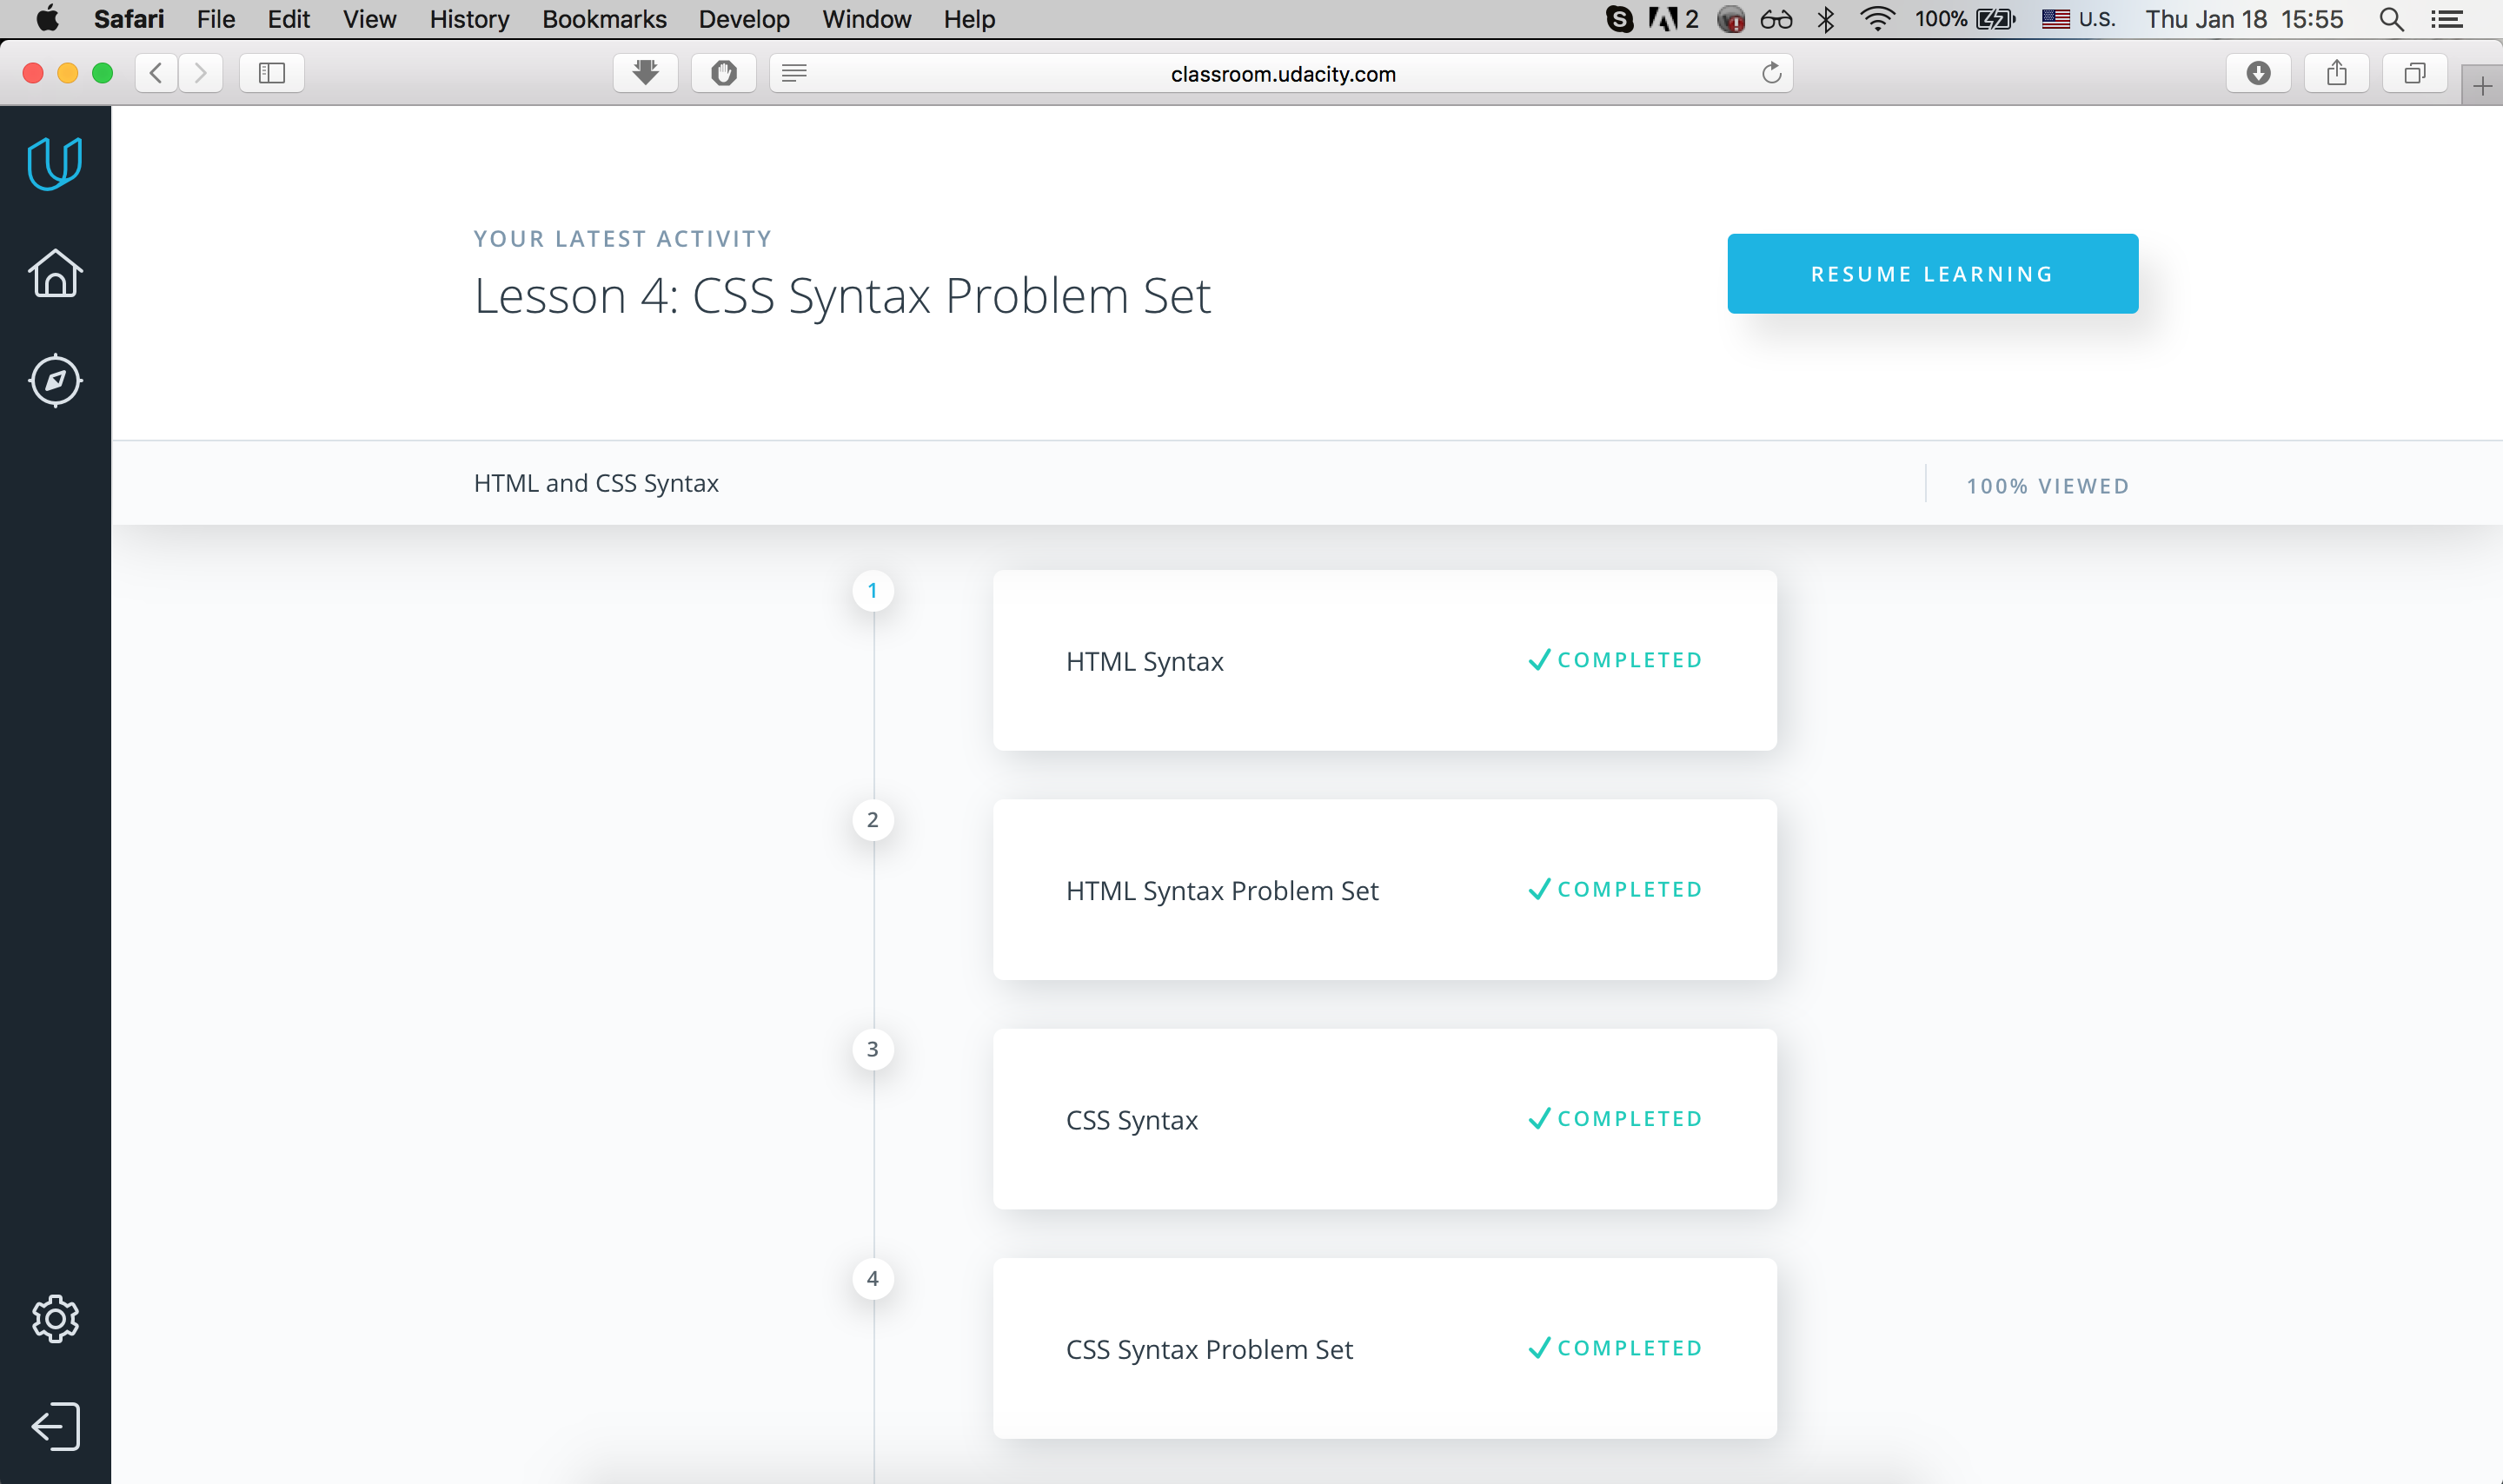 Safari File Edit View History Bookmarks Develop Window Help 2 100% U.S. Thu Jan 18 15:55
classroom.udacity.com
YOUR LATEST ACTIVITY
Lesson 4: CSS Syntax Problem Set
RESUME LEARNING
HTML and CSS Syntax
100% VIEWED
1
HTML Syntax
COMPLETED
2
HTML Syntax Problem Set
COMPLETED
3
CSS Syntax
COMPLETED
4
CSS Syntax Problem Set
COMPLETED